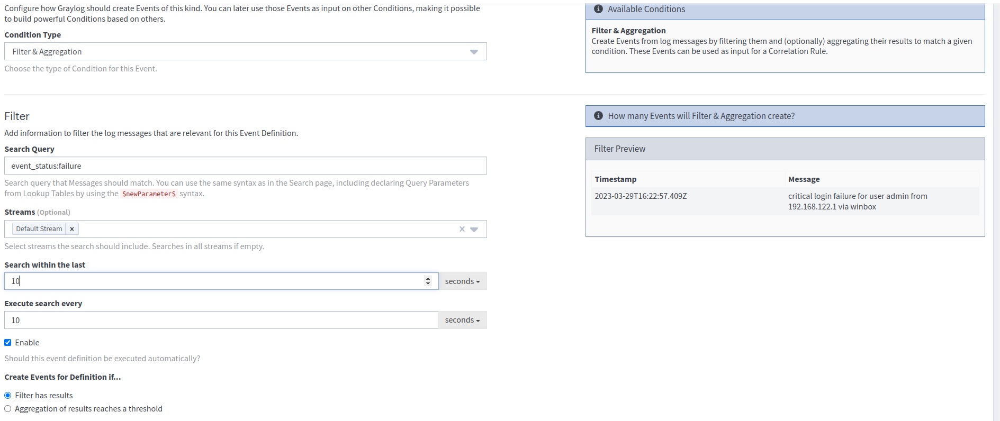 Configure how Graylog should create Events of this kind. You can later use those Events as input on other Conditions, making it possible
to build powerful Conditions based on others.
Condition Type
Filter & Aggregation
Choose the type of Condition for this Event.
Available Conditions
Filter & Aggregation
Create Events from log messages by filtering them and (optionally) aggregating their results to match a given
condition. These Events can be used as input for a Correlation Rule.
Filter
Add information to filter the log messages that are relevant for this Event Definition.
Search Query
event_status:failure
Search query that Messages should match. You can use the same syntax as in the Search page, including declaring Query Parameters
from Lookup Tables by using the $newParameter$ syntax.
Streams (Optional)
Default Stream ×
Select streams the search should include. Searches in all streams if empty.
Search within the last
10 seconds
Execute search every
10 seconds
Enable
Should this event definition be executed automatically?
Create Events for Definition if...
Filter has results
Aggregation of results reaches a threshold
How many Events will Filter & Aggregation create?
Filter Preview
Timestamp Message
2023-03-29T16:22:57.409Z critical login failure for user admin from
192.168.122.1 via winbox